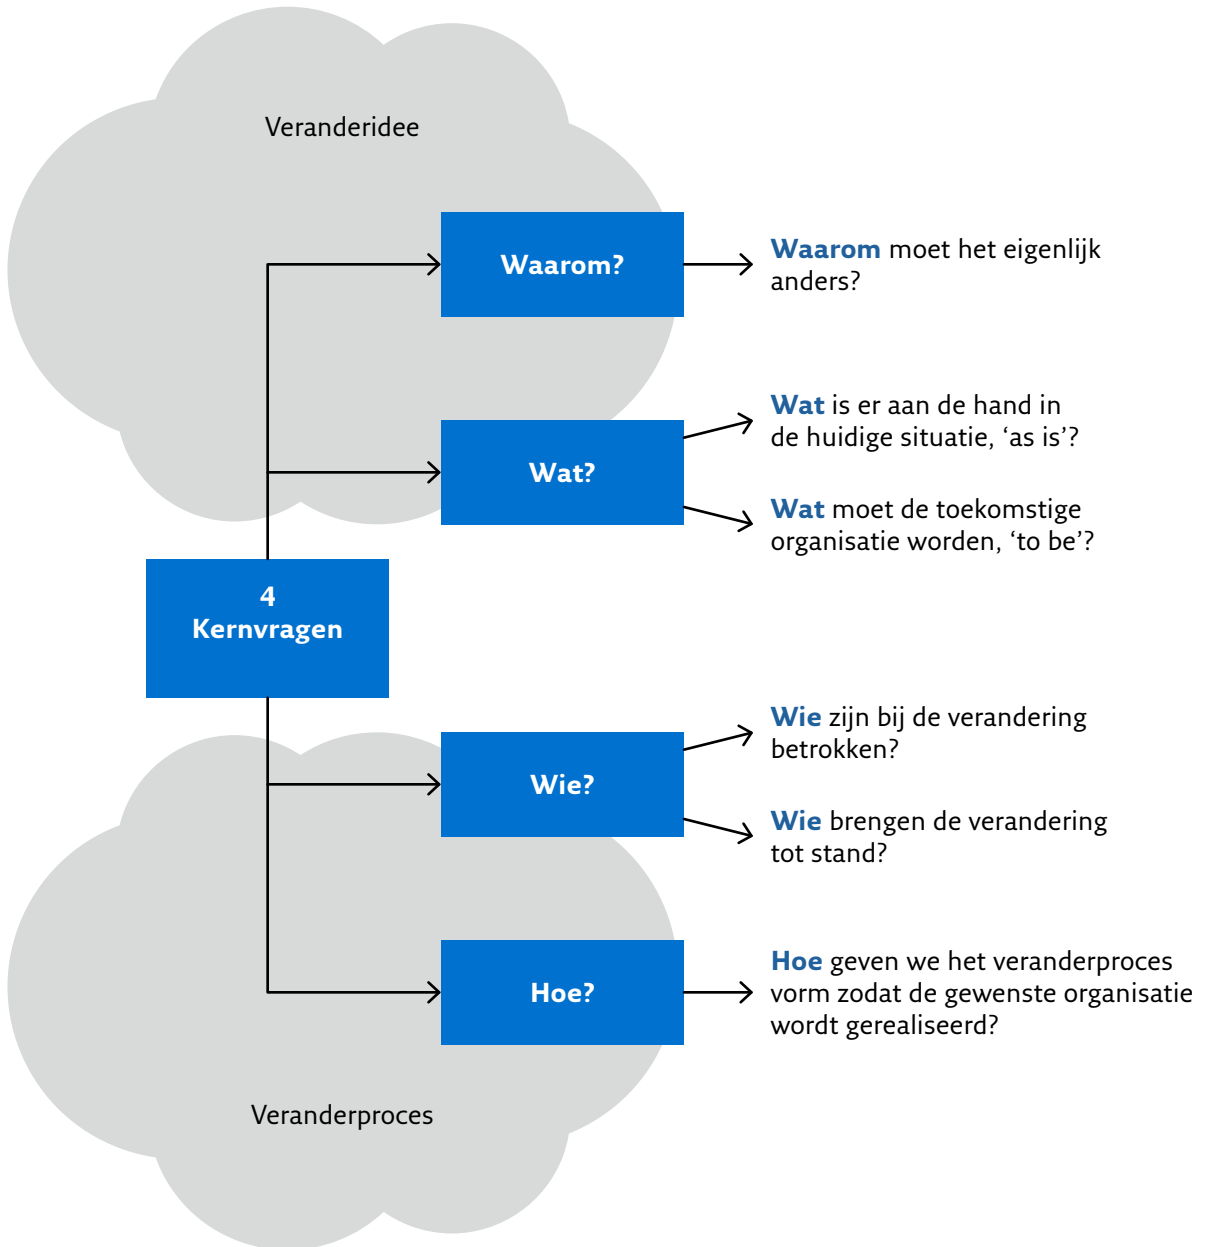 Veranderidee
Waarom?
Waarom moet het eigenlijk
anders?
Wat?
Wat is er aan de hand in
de huidige situatie, ‘as is’?
Wat moet de toekomstige
organisatie worden, ‘to be’?
4
Kernvragen
Wie?
Wie zijn bij de verandering
betrokken?
Wie brengen de verandering
tot stand?
Hoe?
Hoe geven we het veranderproces
vorm zodat de gewenste organisatie
wordt gerealiseerd?
Veranderproces